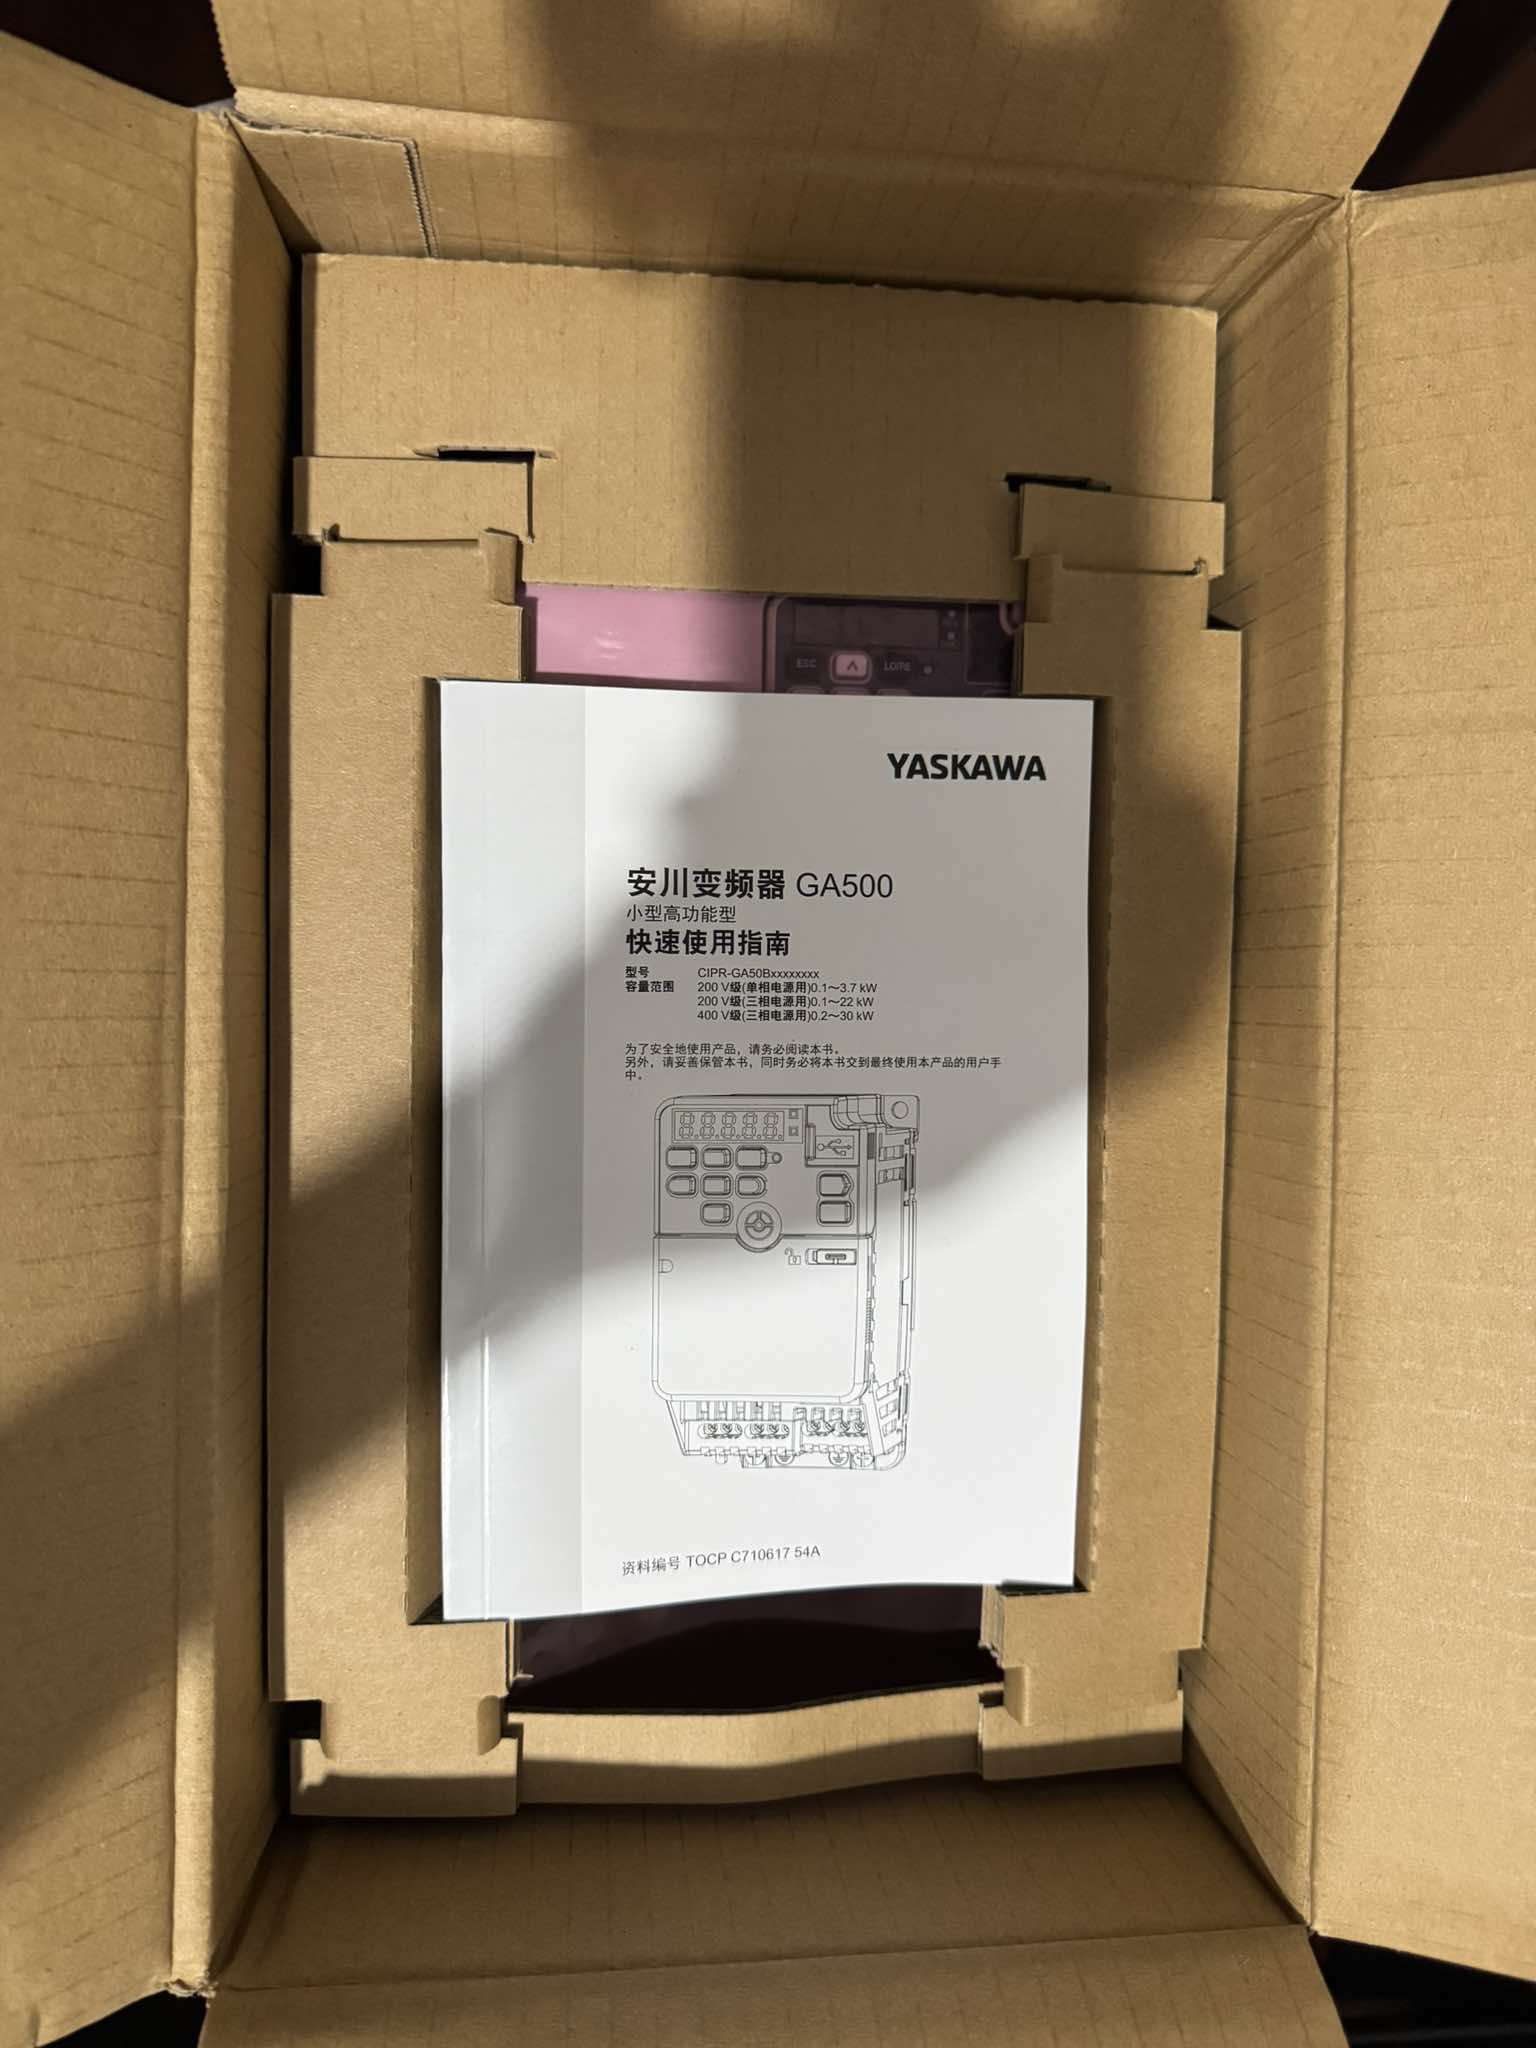 ESC
LO/RE
YASKAWA
安川变频器 GA500
小型高功能型
快速使用指南
型号 CIPR-GA50Bxxxxxxxx
容量范围 200 V级(单相电源用)0.1～3.7 kW
200 V级(三相电源用)0.1～22 kW
400 V级(三相电源用)0.2～30 kW
为了安全地使用产品，请务必阅读本书。
另外，请妥善保管本书，同时务必将本书交到最终使用本产品的用户手
中。
资料编号 TOCP C710617 54A